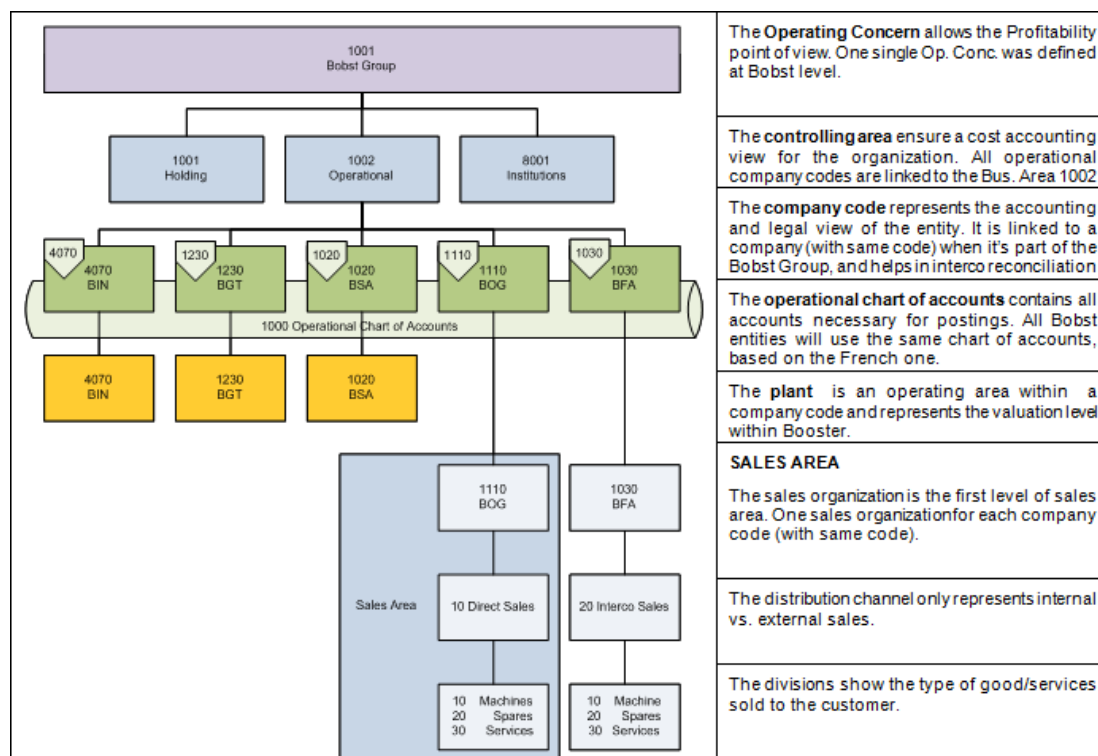 1001
Bobst Group
1001
Holding
1002
Operational
8001
Institutions
4070
1230
1020
1110
1030
4070
BIN
1230
BGT
1020
BSA
1110
BOG
1030
BFA
1000 Operational Chart of Accounts
4070
BIN
1230
BGT
1020
BSA
1110
BOG
1030
BFA
Sales Area
10 Direct Sales
20 Interco Sales
10 Machines
20 Spares
30 Services
10 Machine
20 Spares
30 Services
The Operating Concern allows the Profitability
point of view. One single Op. Conc. was defined
at Bobst level.
The controlling area ensure a cost accounting
view for the organization. All operational
company codes are linked to the Bus. Area 1002
The company code represents the accounting
and legal view of the entity. It is linked to a
company (with same code) when it's part of the
Bobst Group, and helps in interco reconciliation
The operational chart of accounts contains all
accounts necessary for postings. All Bobst
entities will use the same chart of accounts,
based on the French one.
The plant is an operating area within a
company code and represents the valuation level
within Booster.
SALES AREA
The sales organization is the first level of sales
area. One sales organization for each company
code (with same code).
The distribution channel only represents internal
vs. external sales.
The divisions show the type of good/services
sold to the customer.